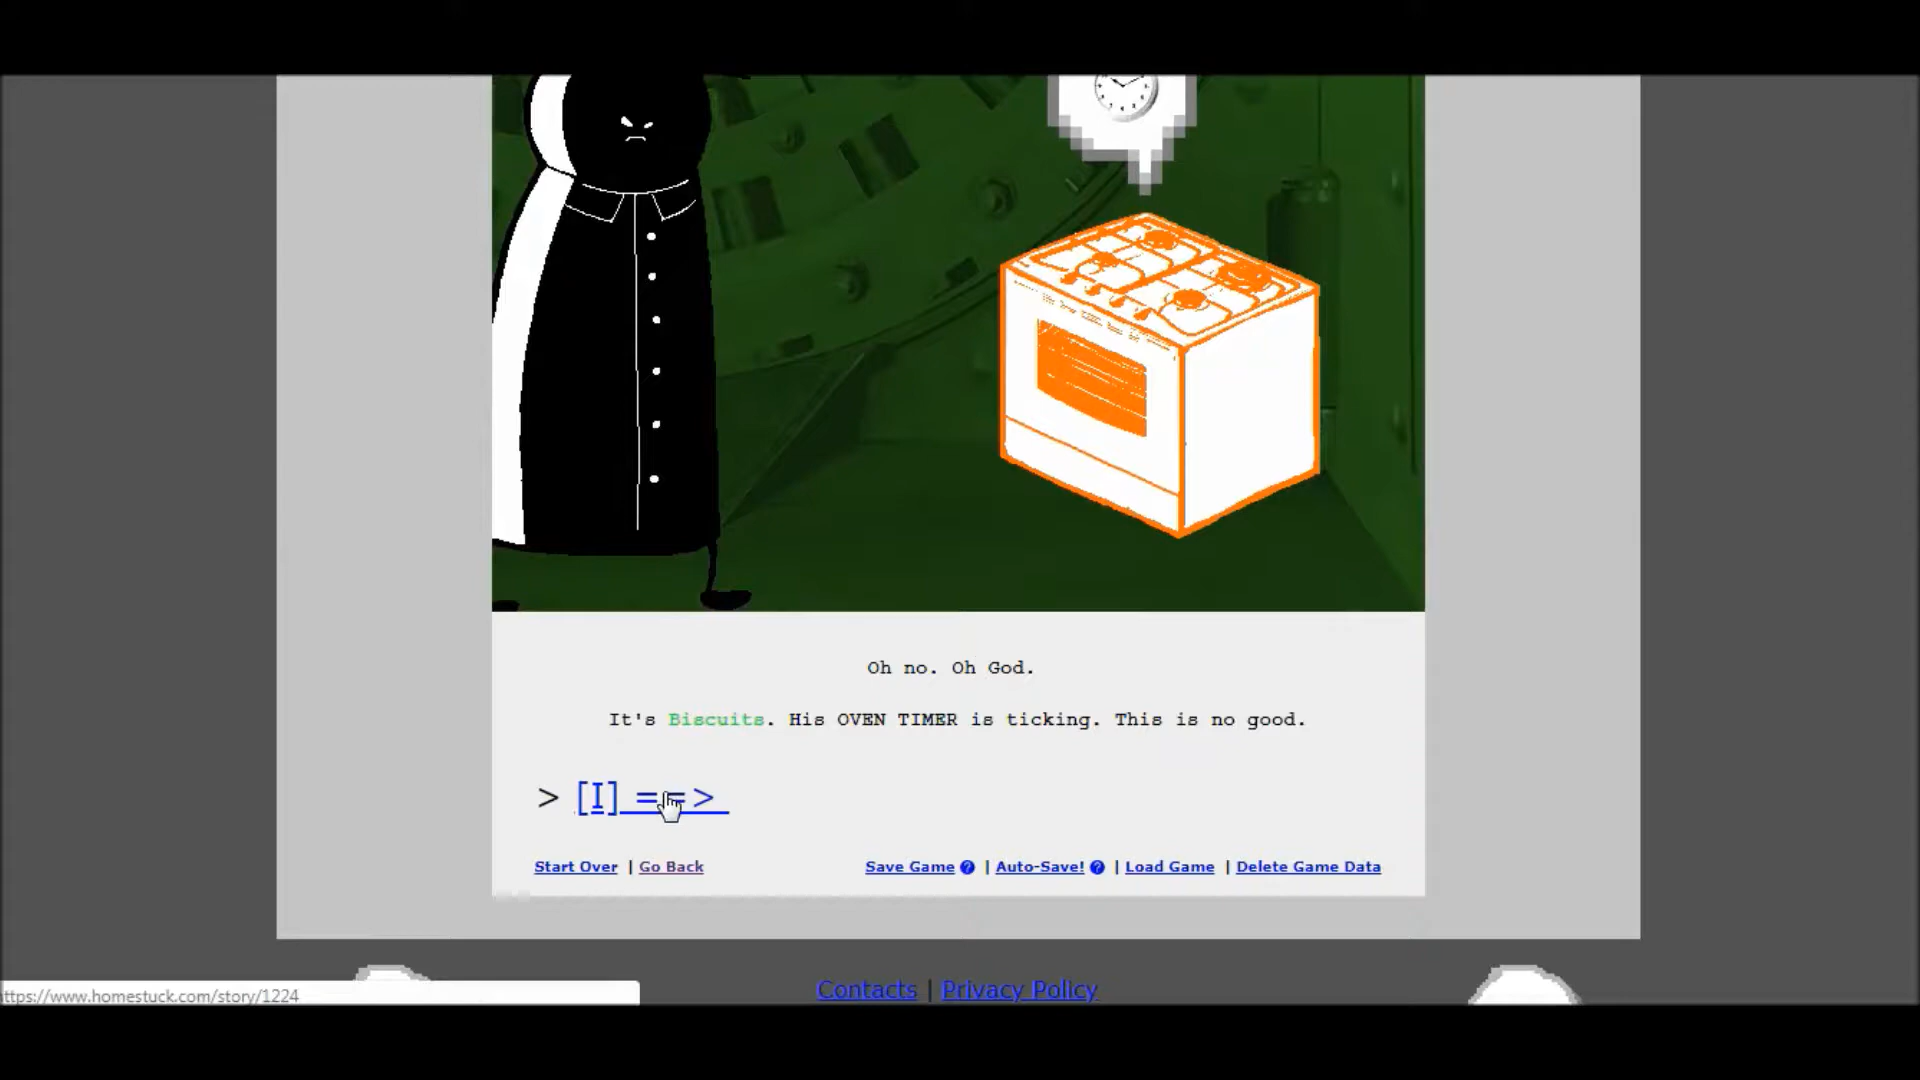 Oh no. Oh God.
It's Biscuits. His OVEN TIMER is ticking. This is no good.
> [I] ==>
Start Over | Go Back
Save Game ? | Auto-Save! ? | Load Game | Delete Game Data
Contacts | Privacy Policy
ttps://www.homestuck.com/story/1224